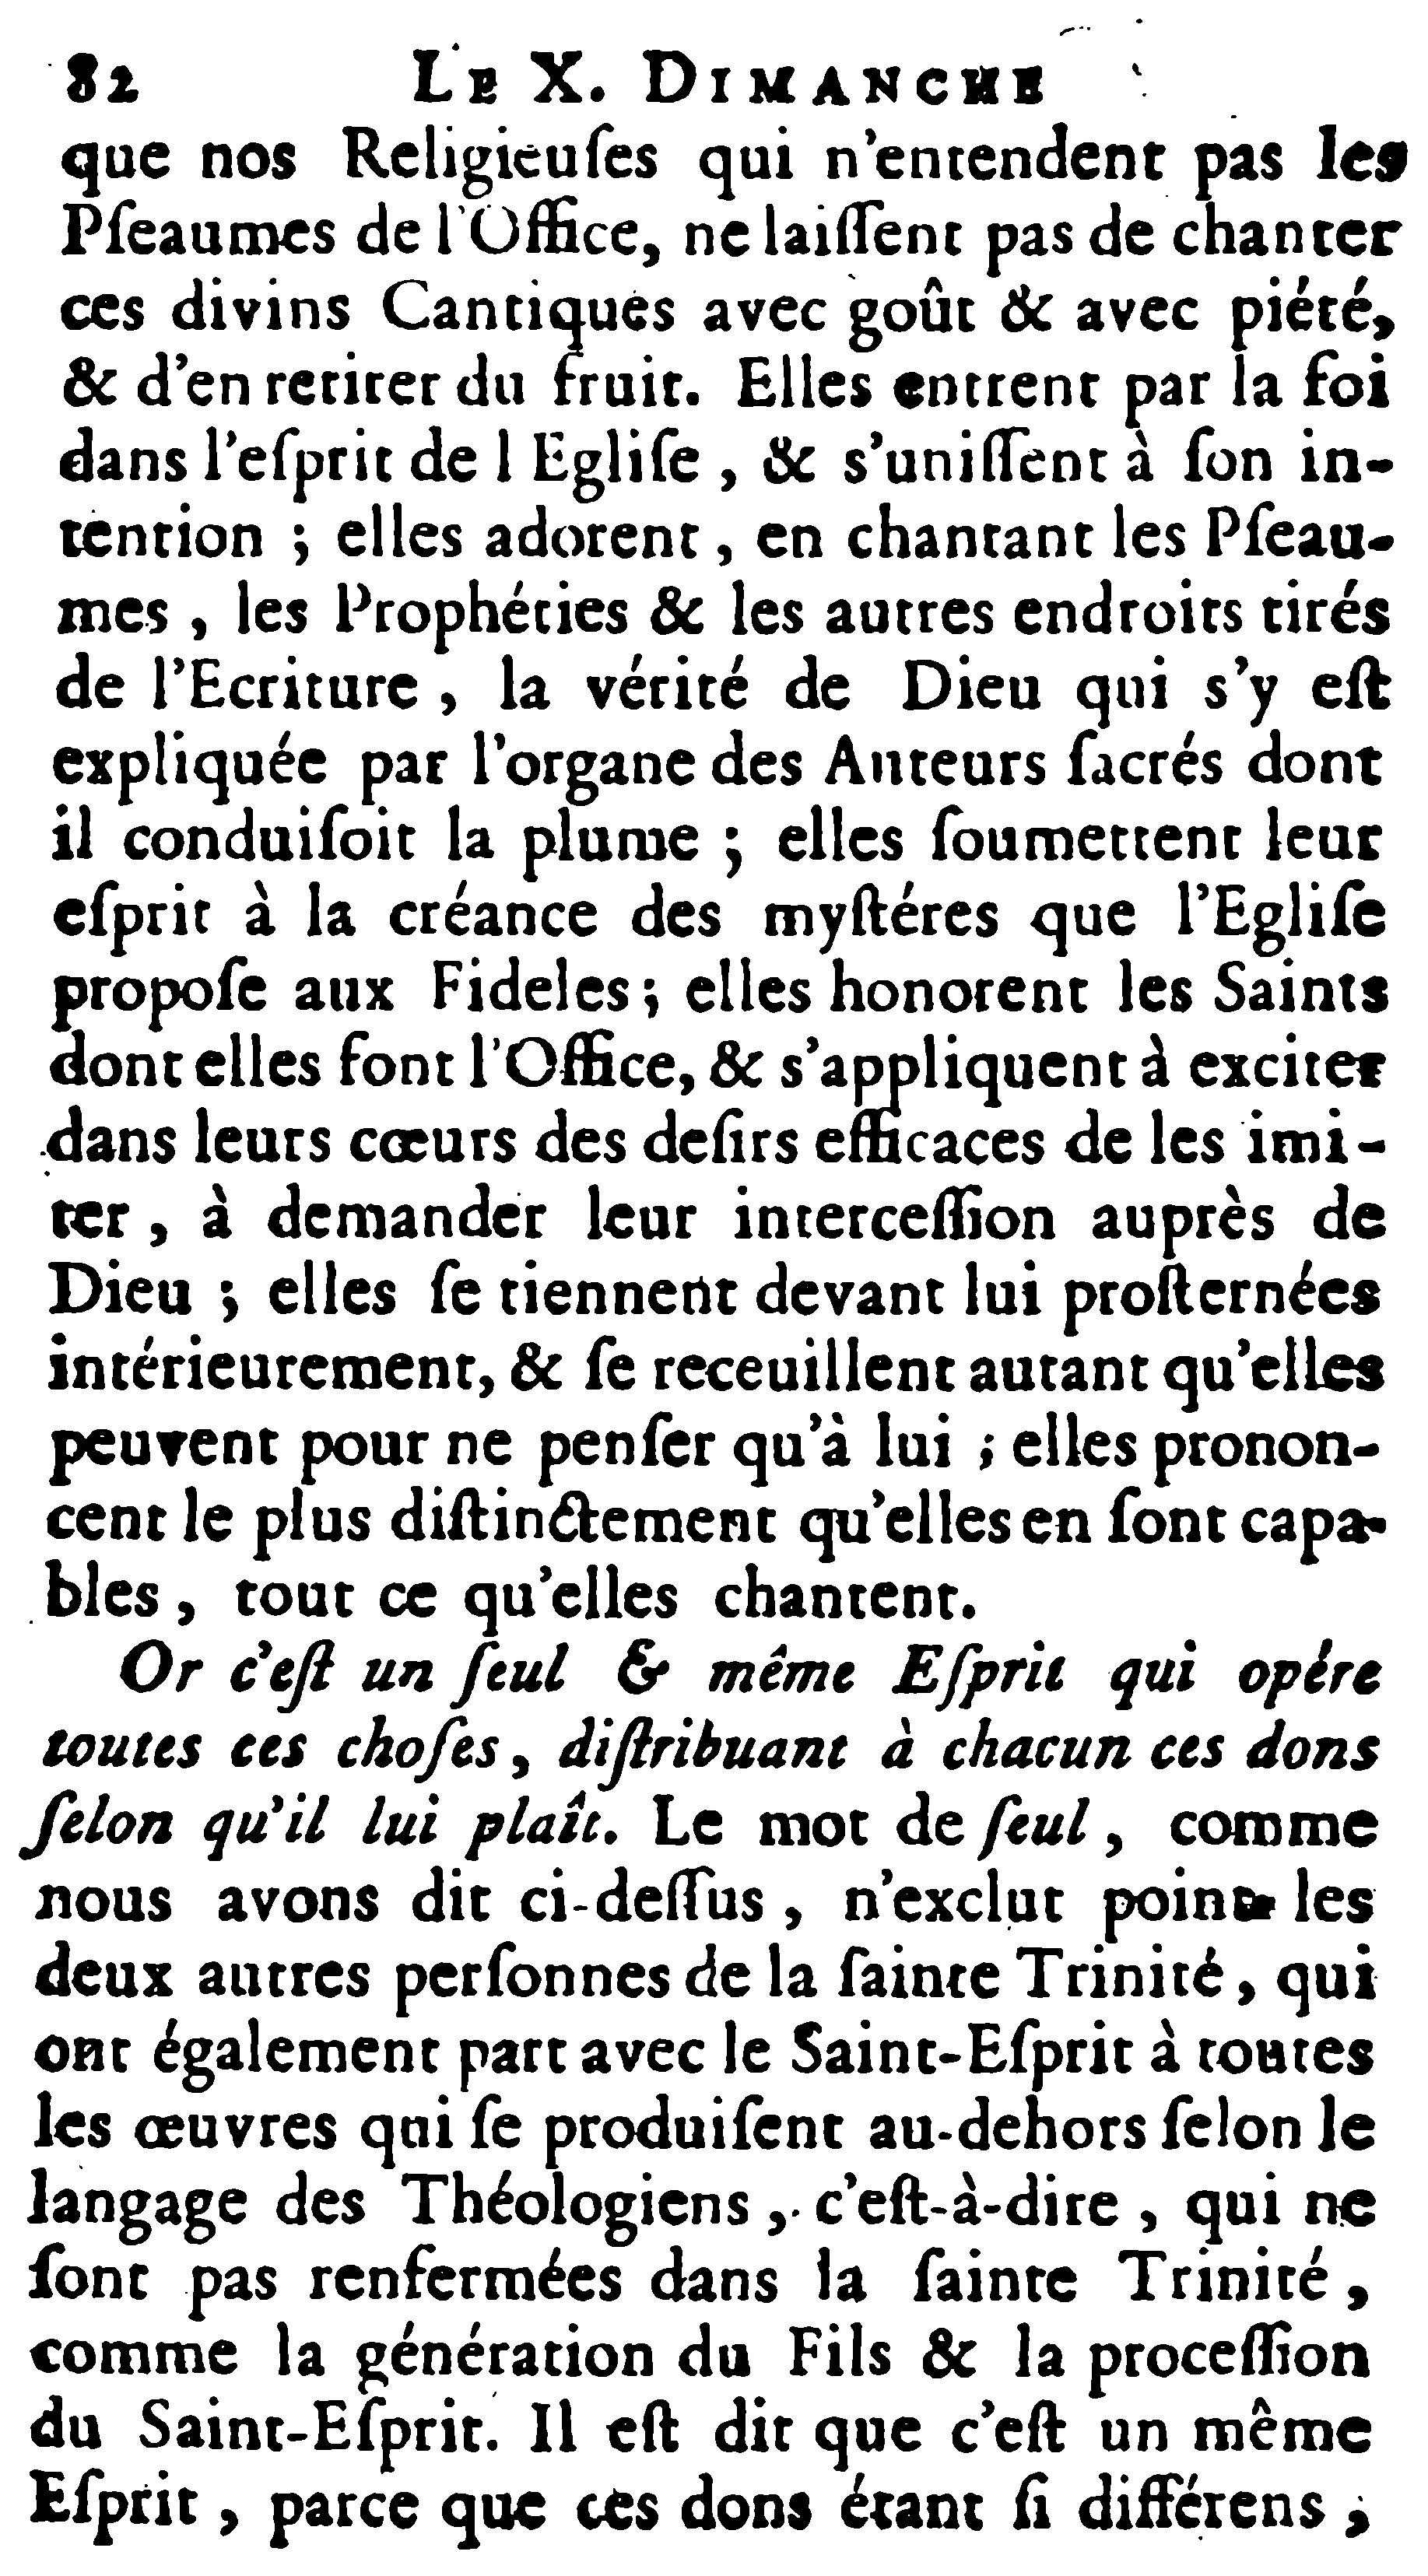 82 LE X. DIMANCHE
que nos Religieuſes qui n'entendent pas les
Pſeaumes de l'Office, ne laiſſent pas de chanter
ces divins Cantiques avec goût & avec piété,
& d'en retirer du fruit. Elles entrent par la foi
dans l'eſprit de l Egliſe, & s'uniſſent à ſon in-
tention ; elles adorent, en chantant les Pſeau-
mes, les Prophéties & les autres endroits tirés
de l'Ecriture, la vérité de Dieu qui s'y eſt
expliquée par l'organe des Auteurs ſacrés dont
il conduiſoit la plume ; elles ſoumettent leur
eſprit à la créance des myſtéres que l'Egliſe
propoſe aux Fideles ; elles honorent les Saints
dont elles font l'Office, & s'appliquent à exciter
dans leurs cœurs des deſirs efficaces de les imi-
ter, à demander leur interceſſion auprès de
Dieu ; elles ſe tiennent devant lui proſternées
intérieurement, & ſe receuillent autant qu'elles
peuvent pour ne penſer qu'à lui ; elles pronon-
cent le plus diſtinctement qu'elles en ſont capa-
bles, tout ce qu'elles chantent.
Or c'eſt un ſeul & même Eſprit qui opére
toutes ces choſes, diſtribuant à chacun ces dons
ſelon qu'il lui plaît. Le mot de ſeul, comme
nous avons dit ci-deſſus, n'exclut point les
deux autres perſonnes de la ſainte Trinité, qui
ont également part avec le Saint-Eſprit à toutes
les œuvres qui ſe produiſent au-dehors ſelon le
langage des Théologiens, c'eſt-à-dire, qui ne
ſont pas renfermées dans la ſainte Trinité,
comme la génération du Fils & la proceſſion
du Saint-Eſprit. Il eſt dit que c'eſt un même
Eſprit, parce que ces dons étant ſi différens,